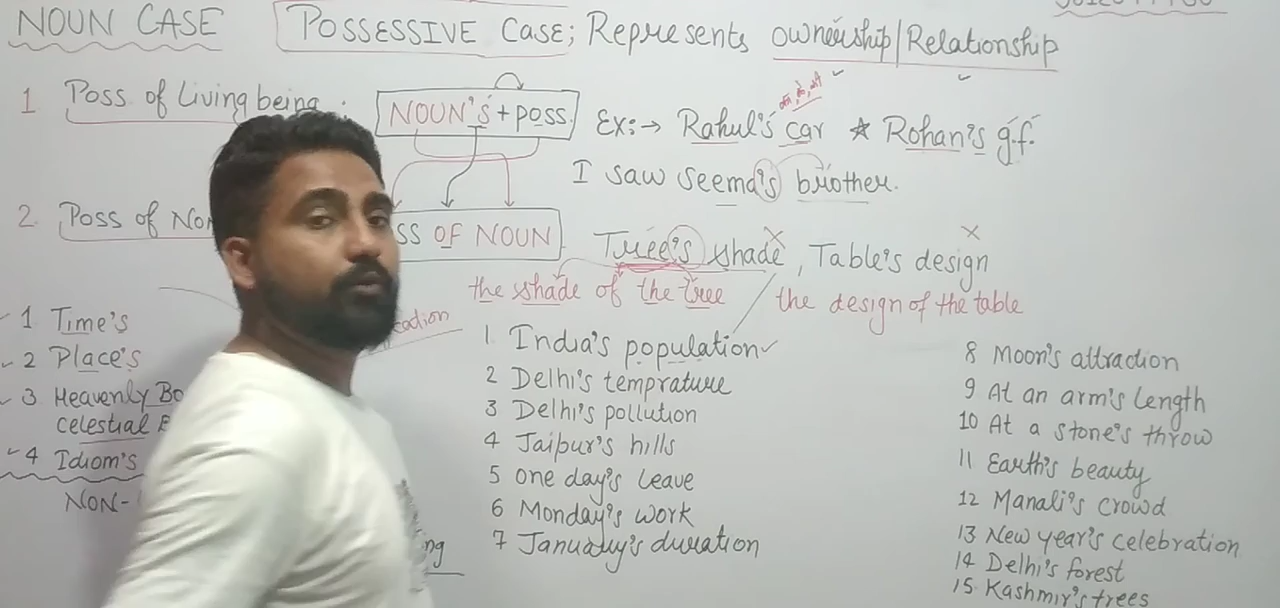 NOUN CASE
POSSESSIVE CASE; Represents ownership/Relationship
1 Poss of Living being
NOUN'S + POSS.
Ex:→ Rahul's car ★ Rohan's g.f.
I saw seema's brother.
2. Poss of
OF NOUN
Tree's shade ×, Table's design ×
the shade of the tree
the design of the table
1 Time's
2 Place's
3 Heavenly
celestial
4 Idiom's
NON-
1. India's population ✓
2 Delhi's temprature
3 Delhi's pollution
4 Jaipur's hills
5 one day's leave
6 Monday's work
7 January's duration
8 Moon's attraction
9 At an arm's length
10 At a stone's throw
11 Earth's beauty
12 Manali's crowd
13 New year's celebration
14 Delhi's forest
15 Kashmir's trees